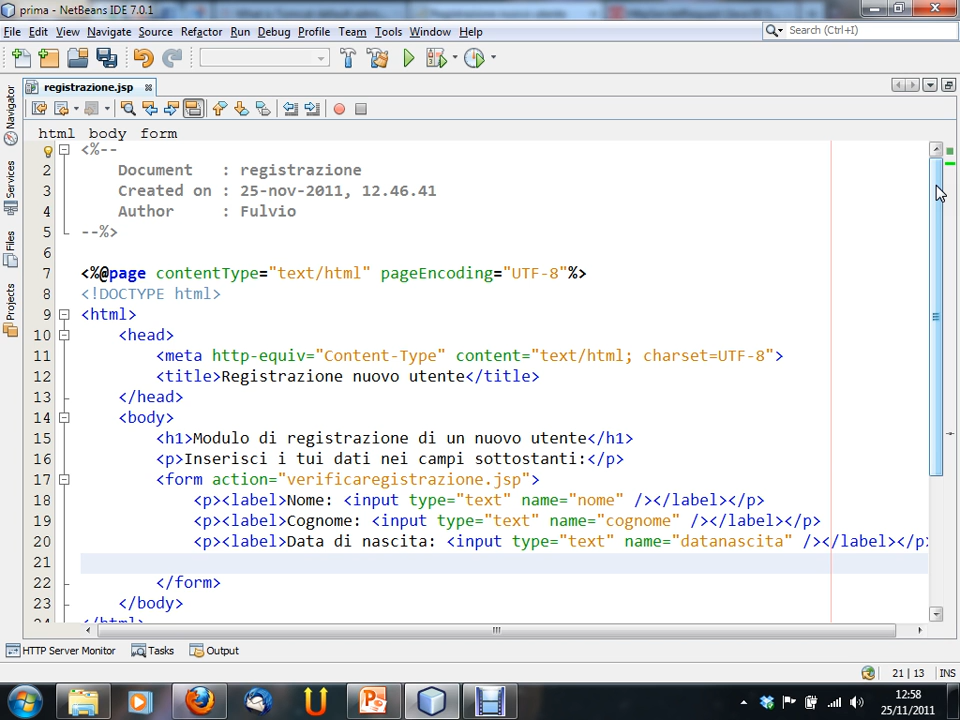 prima - NetBeans IDE 7.0.1
File Edit View Navigate Source Refactor Run Debug Profile Team Tools Window Help
Search (Ctrl+I)
registrazione.jsp
html body form
Navigator
Services
Files
Projects
<%--
2 Document : registrazione
3 Created on : 25-nov-2011, 12.46.41
4 Author : Fulvio
5 --%>
6
7 <%@page contentType="text/html" pageEncoding="UTF-8"%>
8 <!DOCTYPE html>
9 <html>
10 <head>
11 <meta http-equiv="Content-Type" content="text/html; charset=UTF-8">
12 <title>Registrazione nuovo utente</title>
13 </head>
14 <body>
15 <h1>Modulo di registrazione di un nuovo utente</h1>
16 <p>Inserisci i tui dati nei campi sottostanti:</p>
17 <form action="verificaregistrazione.jsp">
18 <p><label>Nome: <input type="text" name="nome" /></label></p>
19 <p><label>Cognome: <input type="text" name="cognome" /></label></p>
20 <p><label>Data di nascita: <input type="text" name="datanascita" /></label></p>
21
22 </form>
23 </body>
24 </html>
HTTP Server Monitor Tasks Output
21 | 13 INS
12:58
25/11/2011